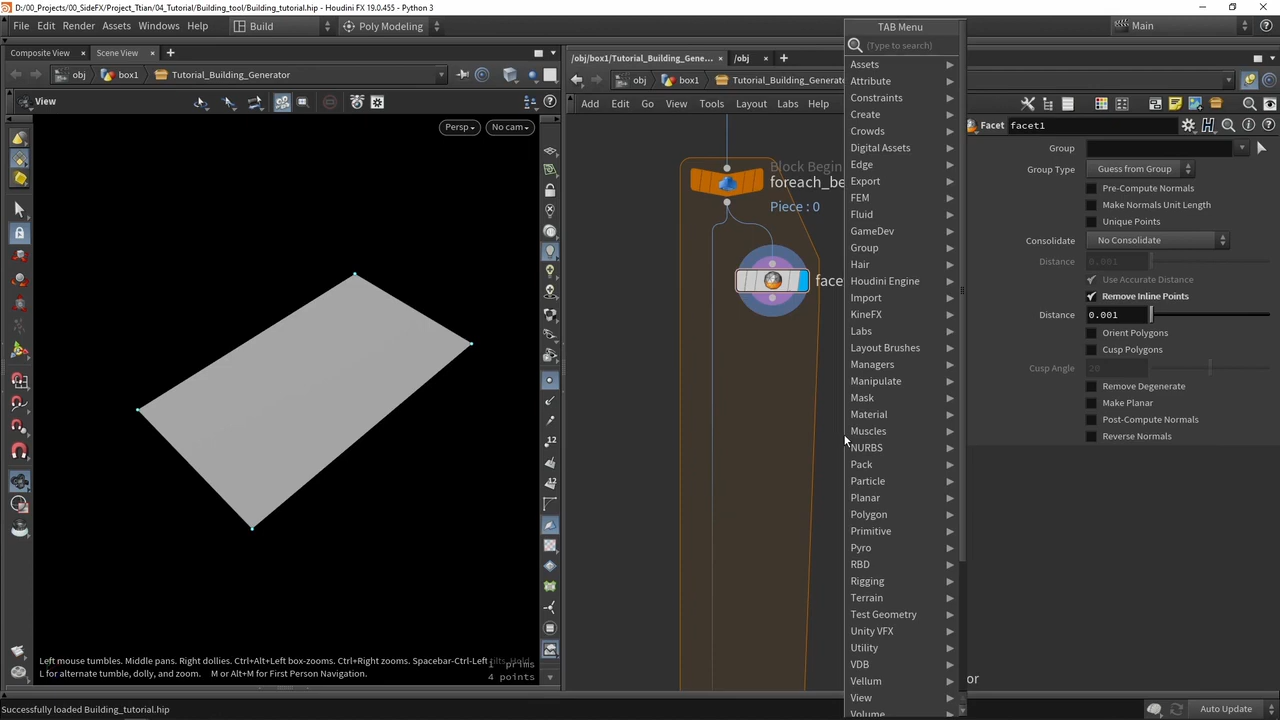 D:/00_Projects/00_SideFX/Project_Ttian/04_Tutorial/Building_tool/Building_tutorial.hip - Houdini FX 19.0.455 - Python 3
File Edit Render Assets Windows Help Build Poly Modeling Main
Composite View Scene View
obj box1 Tutorial_Building_Generator
View
Persp No cam
Left mouse tumbles. Middle pans. Right dollies. Ctrl+Alt+Left box-zooms. Ctrl+Right zooms. Spacebar-Ctrl-Left
L for alternate tumble, dolly, and zoom. M or Alt+M for First Person Navigation.
1 prims
4 points
/obj/box1/Tutorial_Building_Gene... /obj
obj box1 Tutorial_Building_Generato
Add Edit Go View Tools Layout Labs Help
Block Begin
foreach_be
Piece : 0
face
TAB Menu
(Type to search)
Assets
Attribute
Constraints
Create
Crowds
Digital Assets
Edge
Export
FEM
Fluid
GameDev
Group
Hair
Houdini Engine
Import
KineFX
Labs
Layout Brushes
Managers
Manipulate
Mask
Material
Muscles
NURBS
Pack
Particle
Planar
Polygon
Primitive
Pyro
RBD
Rigging
Terrain
Test Geometry
Unity VFX
Utility
VDB
Vellum
View
Volume
or
Facet facet1
Group
Group Type Guess from Group
Pre-Compute Normals
Make Normals Unit Length
Unique Points
Consolidate No Consolidate
Distance 0.001
Use Accurate Distance
Remove Inline Points
Distance 0.001
Orient Polygons
Cusp Polygons
Cusp Angle 20
Remove Degenerate
Make Planar
Post-Compute Normals
Reverse Normals
Successfully loaded Building_tutorial.hip
Auto Update